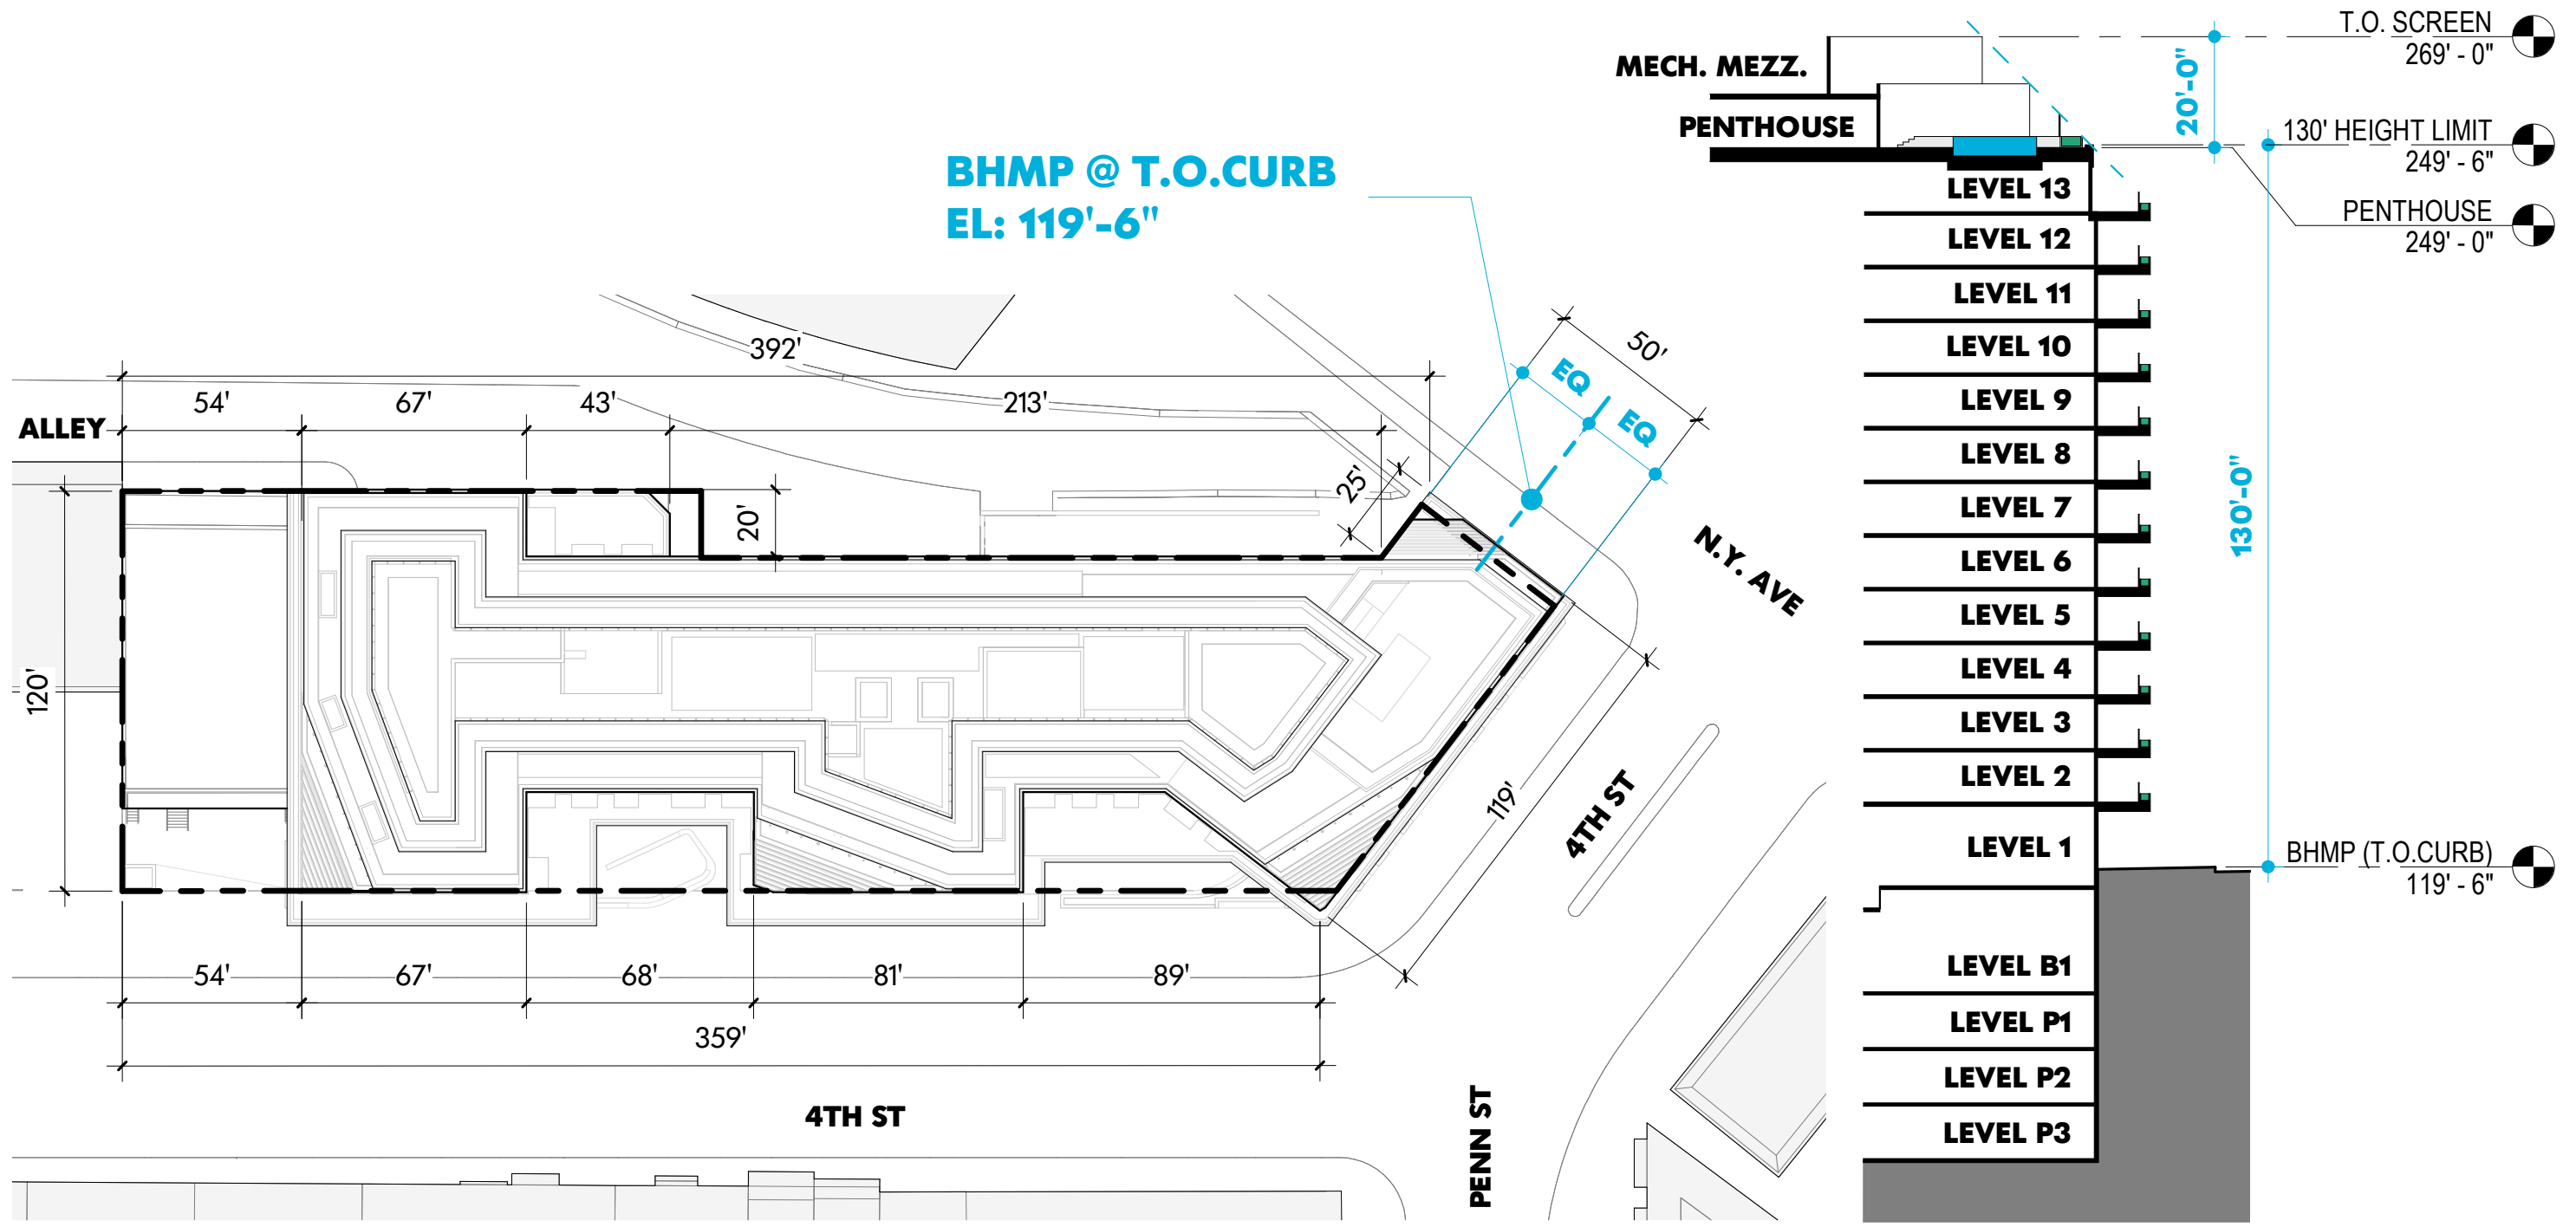 T.O. SCREEN
269' - 0"
MECH. MEZZ.
20'-0"
PENTHOUSE
130' HEIGHT LIMIT
249' - 6"
BHMP @ T.O.CURB
EL: 119'-6"
LEVEL 13
PENTHOUSE
249' - 0"
LEVEL 12
LEVEL 11
LEVEL 10
LEVEL 9
LEVEL 8
LEVEL 7
LEVEL 6
LEVEL 5
LEVEL 4
LEVEL 3
LEVEL 2
LEVEL 1
130'-0"
BHMP (T.O.CURB)
119' - 6"
LEVEL B1
LEVEL P1
LEVEL P2
LEVEL P3
392'
50'
EQ
EQ
54'
67'
43'
213'
ALLEY
25'
20'
N.Y. AVE
120'
119'
4TH ST
54'
67'
68'
81'
89'
359'
4TH ST
PENN ST